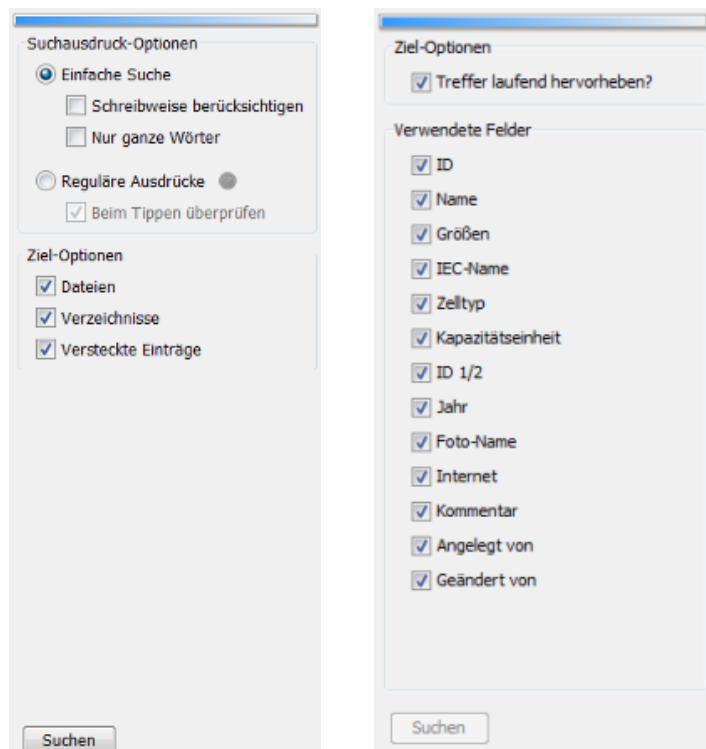 Suchausdruck-Optionen
Einfache Suche
Schreibweise berücksichtigen
Nur ganze Wörter
Reguläre Ausdrücke
Beim Tippen überprüfen
Ziel-Optionen
Dateien
Verzeichnisse
Versteckte Einträge
Suchen
Ziel-Optionen
Treffer laufend hervorheben?
Verwendete Felder
ID
Name
Größen
IEC-Name
Zelltyp
Kapazitätseinheit
ID 1/2
Jahr
Foto-Name
Internet
Kommentar
Angelegt von
Geändert von
Suchen